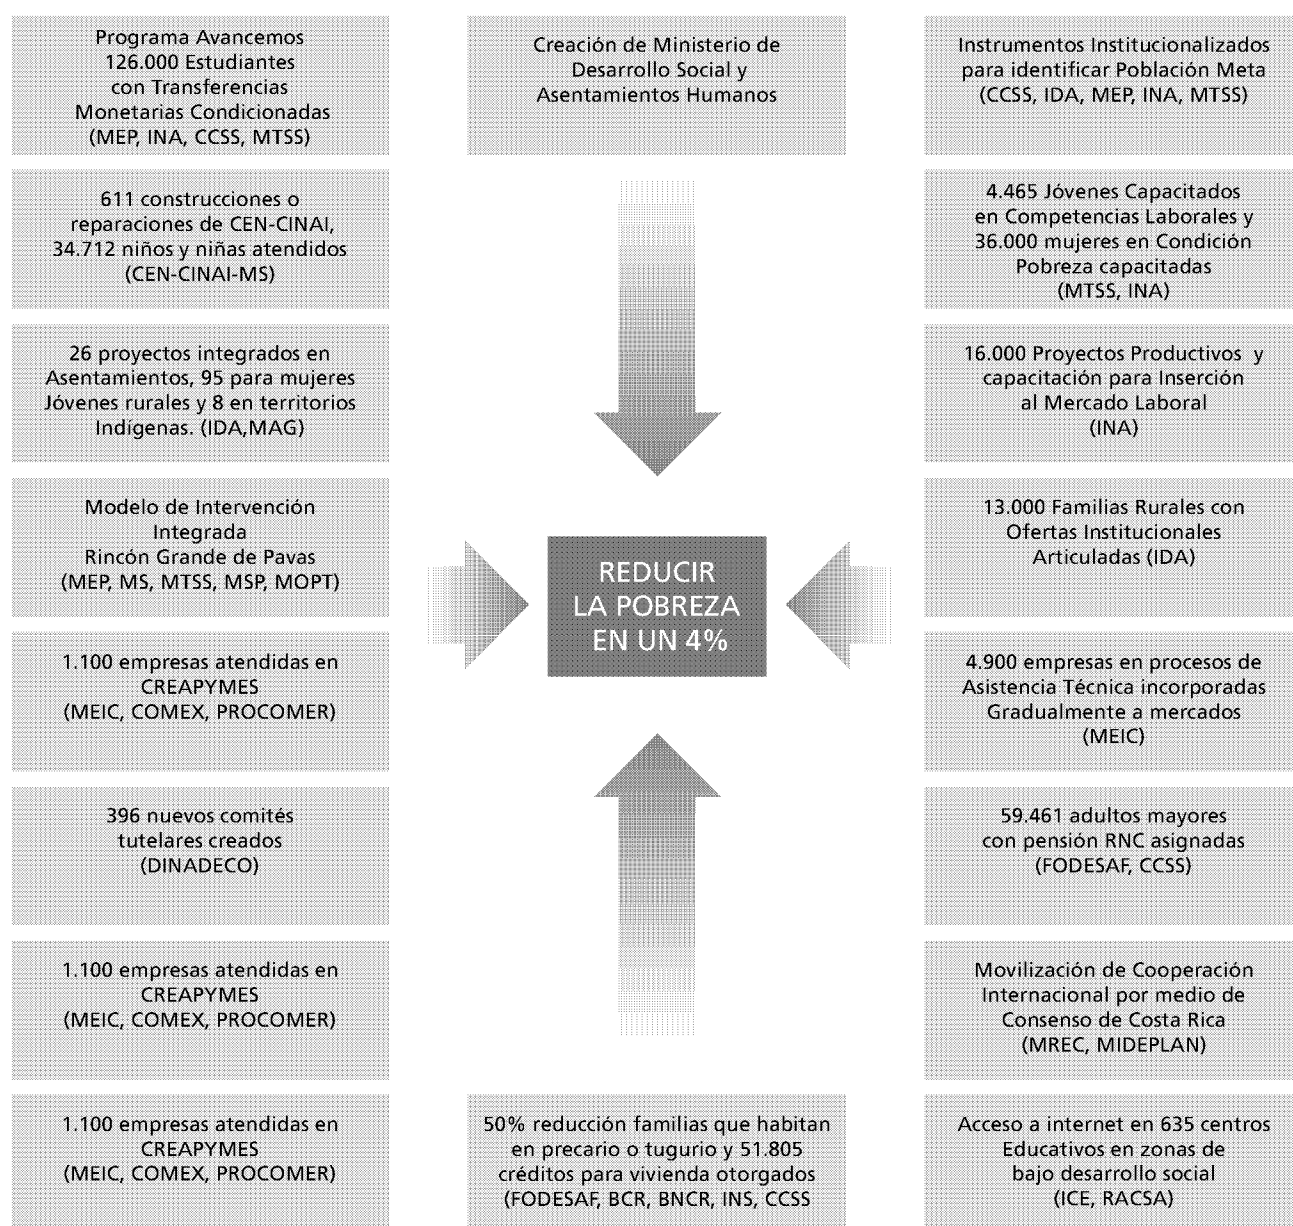 Programa Avancemos
126.000 Estudiantes
con Transferencias
Monetarias Condicionadas
(MEP, INA, CCSS, MTSS)
611 construcciones o
reparaciones de CEN-CINAI,
34.712 niños y niñas atendidos
(CEN-CINAI-MS)
26 proyectos integrados en
Asentamientos, 95 para mujeres
Jóvenes rurales y 8 en territorios
Indígenas. (IDA,MAG)
Modelo de Intervención
Integrada
Rincón Grande de Pavas
(MEP, MS, MTSS, MSP, MOPT)
1.100 empresas atendidas en
CREAPYMES
(MEIC, COMEX, PROCOMER)
396 nuevos comités
tutelares creados
(DINADECO)
1.100 empresas atendidas en
CREAPYMES
(MEIC, COMEX, PROCOMER)
1.100 empresas atendidas en
CREAPYMES
(MEIC, COMEX, PROCOMER)
Creación de Ministerio de
Desarrollo Social y
Asentamientos Humanos
REDUCIR
LA POBREZA
EN UN 4%
50% reducción familias que habitan
en precario o tugurio y 51.805
créditos para vivienda otorgados
(FODESAF, BCR, BNCR, INS, CCSS
Instrumentos Institucionalizados
para identificar Población Meta
(CCSS, IDA, MEP, INA, MTSS)
4.465 Jóvenes Capacitados
en Competencias Laborales y
36.000 mujeres en Condición
Pobreza capacitadas
(MTSS, INA)
16.000 Proyectos Productivos y
capacitación para Inserción
al Mercado Laboral
(INA)
13.000 Familias Rurales con
Ofertas Institucionales
Articuladas (IDA)
4.900 empresas en procesos de
Asistencia Técnica incorporadas
Gradualmente a mercados
(MEIC)
59.461 adultos mayores
con pensión RNC asignadas
(FODESAF, CCSS)
Movilización de Cooperación
Internacional por medio de
Consenso de Costa Rica
(MREC, MIDEPLAN)
Acceso a internet en 635 centros
Educativos en zonas de
bajo desarrollo social
(ICE, RACSA)